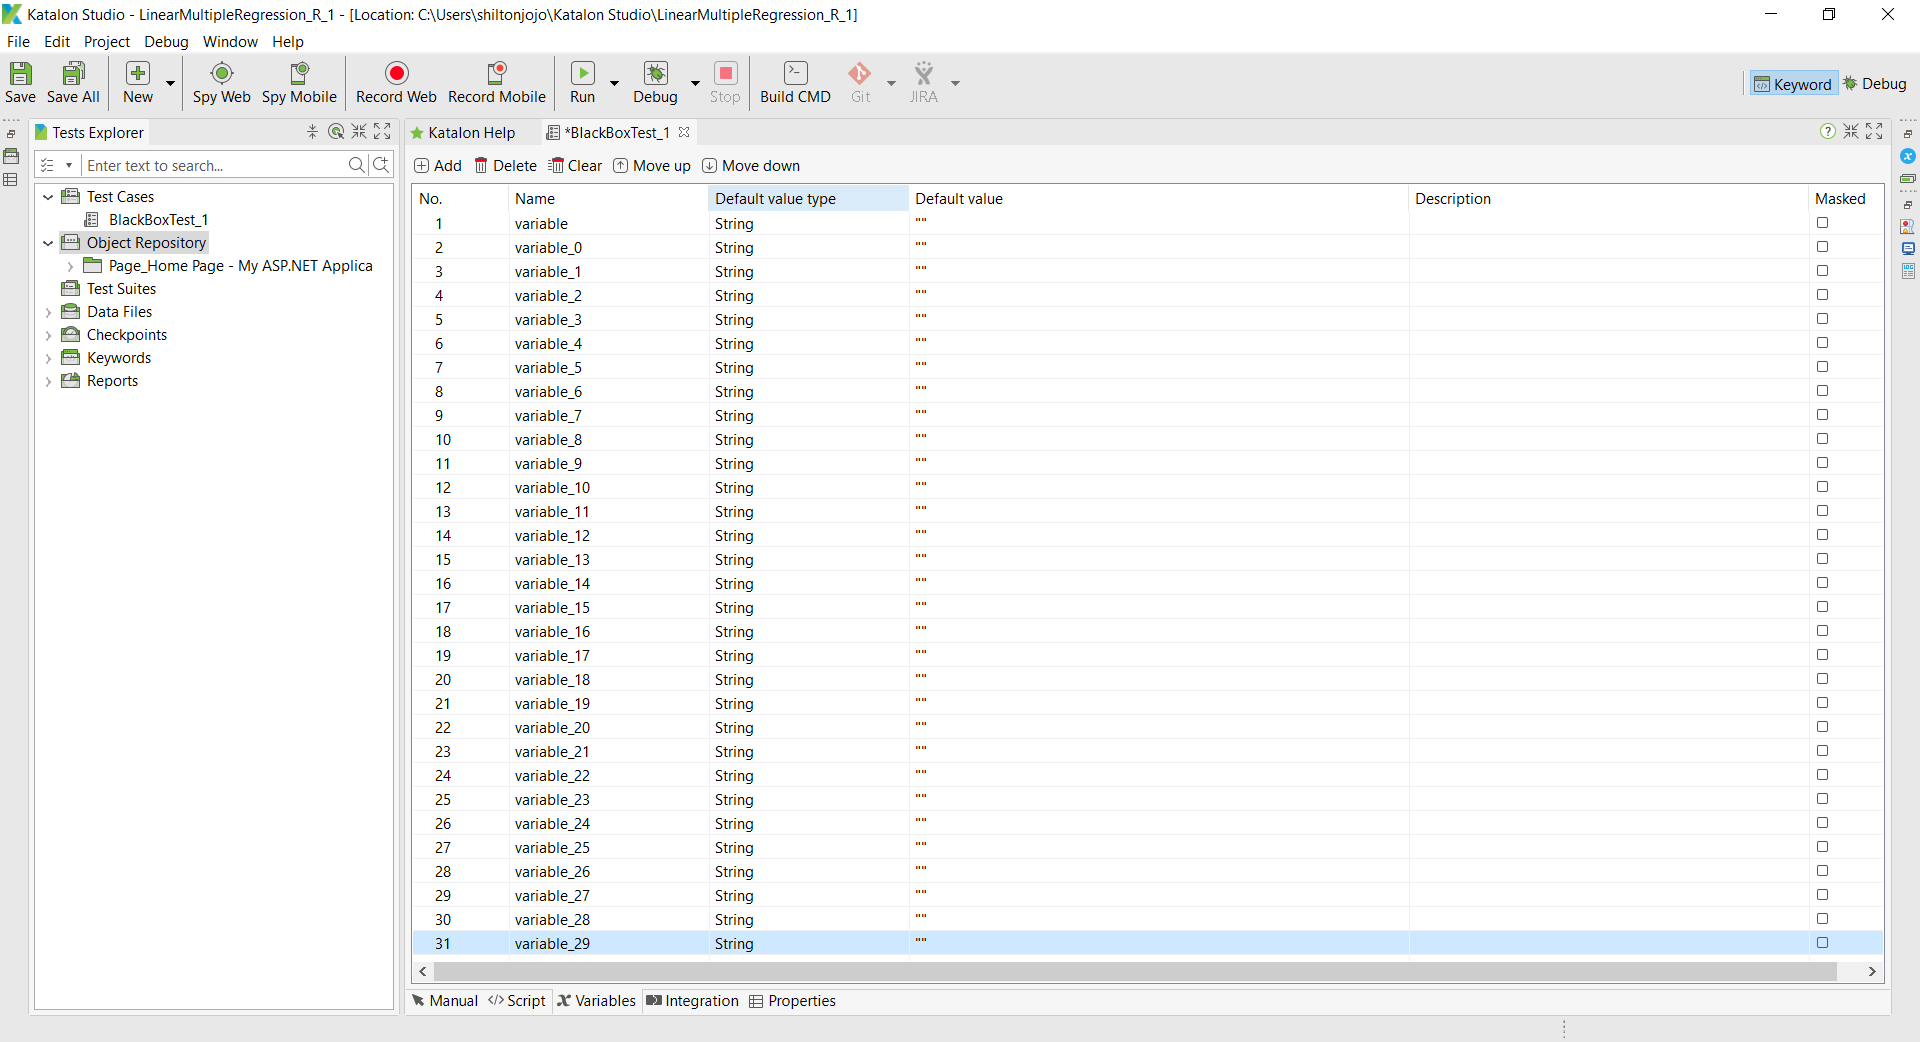 Katalon Studio - LinearMultipleRegression_R_1 - [Location: C:\Users\shiltonjojo\Katalon Studio\LinearMultipleRegression_R_1]
File Edit Project Debug Window Help
Save Save All New Spy Web Spy Mobile Record Web Record Mobile Run Debug Stop Build CMD Git JIRA Keyword Debug
Tests Explorer
Enter text to search...
Test Cases
BlackBoxTest_1
Object Repository
Page_Home Page - My ASP.NET Applica
Test Suites
Data Files
Checkpoints
Keywords
Reports
Katalon Help *BlackBoxTest_1
Add Delete Clear Move up Move down
No. Name Default value type Default value Description Masked
1 variable String ""
2 variable_0 String ""
3 variable_1 String ""
4 variable_2 String ""
5 variable_3 String ""
6 variable_4 String ""
7 variable_5 String ""
8 variable_6 String ""
9 variable_7 String ""
10 variable_8 String ""
11 variable_9 String ""
12 variable_10 String ""
13 variable_11 String ""
14 variable_12 String ""
15 variable_13 String ""
16 variable_14 String ""
17 variable_15 String ""
18 variable_16 String ""
19 variable_17 String ""
20 variable_18 String ""
21 variable_19 String ""
22 variable_20 String ""
23 variable_21 String ""
24 variable_22 String ""
25 variable_23 String ""
26 variable_24 String ""
27 variable_25 String ""
28 variable_26 String ""
29 variable_27 String ""
30 variable_28 String ""
31 variable_29 String ""
Manual </> Script Variables Integration Properties